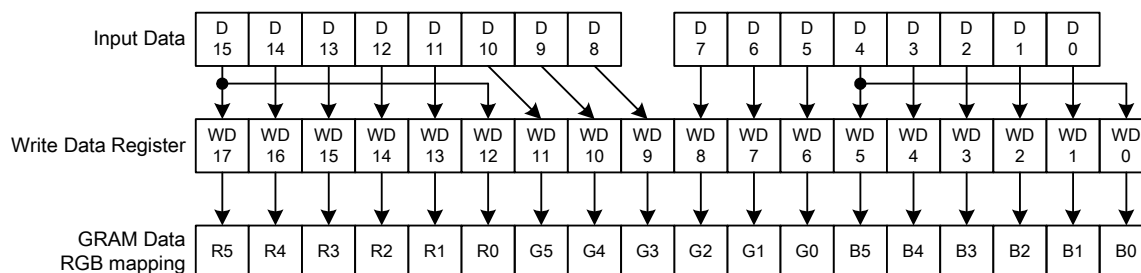 Input Data
D 15 D 14 D 13 D 12 D 11 D 10 D 9 D 8 D 7 D 6 D 5 D 4 D 3 D 2 D 1 D 0
Write Data Register
WD 17 WD 16 WD 15 WD 14 WD 13 WD 12 WD 11 WD 10 WD 9 WD 8 WD 7 WD 6 WD 5 WD 4 WD 3 WD 2 WD 1 WD 0
GRAM Data
RGB mapping
R5 R4 R3 R2 R1 R0 G5 G4 G3 G2 G1 G0 B5 B4 B3 B2 B1 B0